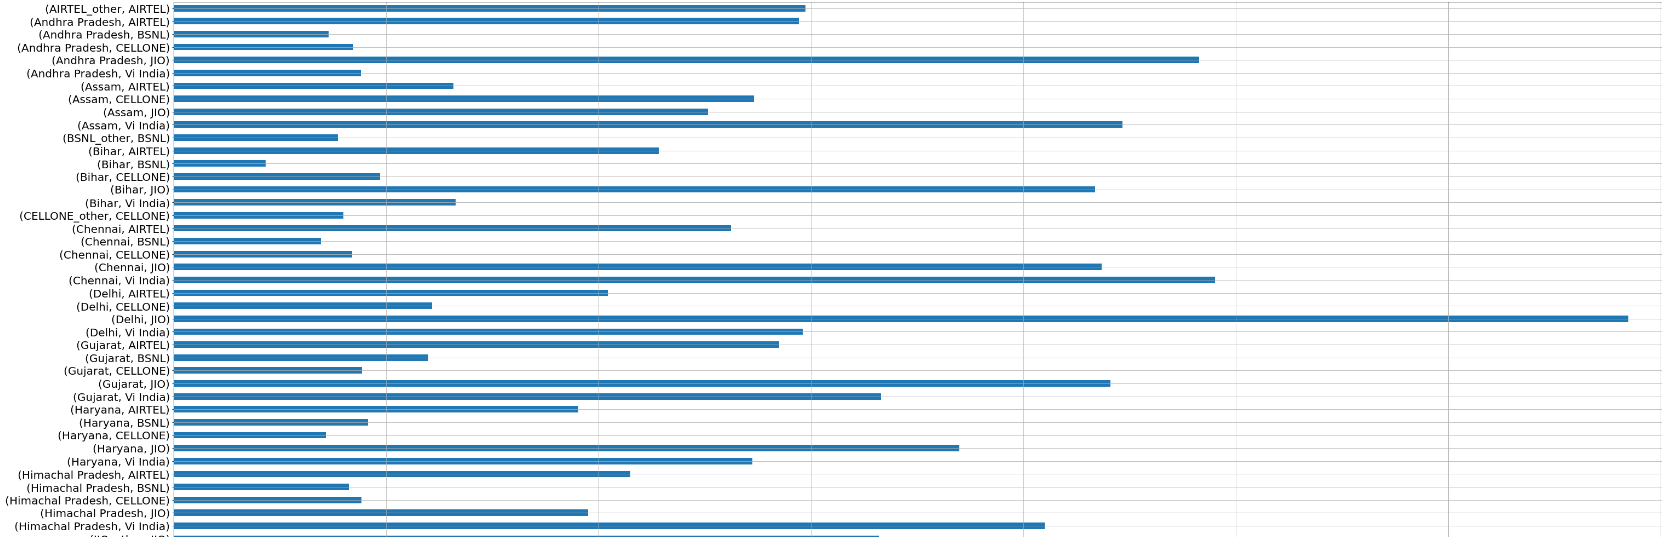 (AIRTEL_other, AIRTEL)
(Andhra Pradesh, AIRTEL)
(Andhra Pradesh, BSNL)
(Andhra Pradesh, CELLONE)
(Andhra Pradesh, JIO)
(Andhra Pradesh, Vi India)
(Assam, AIRTEL)
(Assam, CELLONE)
(Assam, JIO)
(Assam, Vi India)
(BSNL_other, BSNL)
(Bihar, AIRTEL)
(Bihar, BSNL)
(Bihar, CELLONE)
(Bihar, JIO)
(Bihar, Vi India)
(CELLONE_other, CELLONE)
(Chennai, AIRTEL)
(Chennai, BSNL)
(Chennai, CELLONE)
(Chennai, JIO)
(Chennai, Vi India)
(Delhi, AIRTEL)
(Delhi, CELLONE)
(Delhi, JIO)
(Delhi, Vi India)
(Gujarat, AIRTEL)
(Gujarat, BSNL)
(Gujarat, CELLONE)
(Gujarat, JIO)
(Gujarat, Vi India)
(Haryana, AIRTEL)
(Haryana, BSNL)
(Haryana, CELLONE)
(Haryana, JIO)
(Haryana, Vi India)
(Himachal Pradesh, AIRTEL)
(Himachal Pradesh, BSNL)
(Himachal Pradesh, CELLONE)
(Himachal Pradesh, JIO)
(Himachal Pradesh, Vi India)